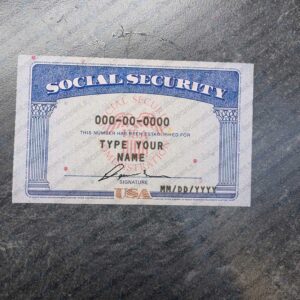 SOCIAL SECURITY
000-00-0000
THIS NUMBER HAS BEEN ESTABLISHED FOR
TYPE YOUR
NAME
SIGNATURE
MM/DD/YYYY
USA